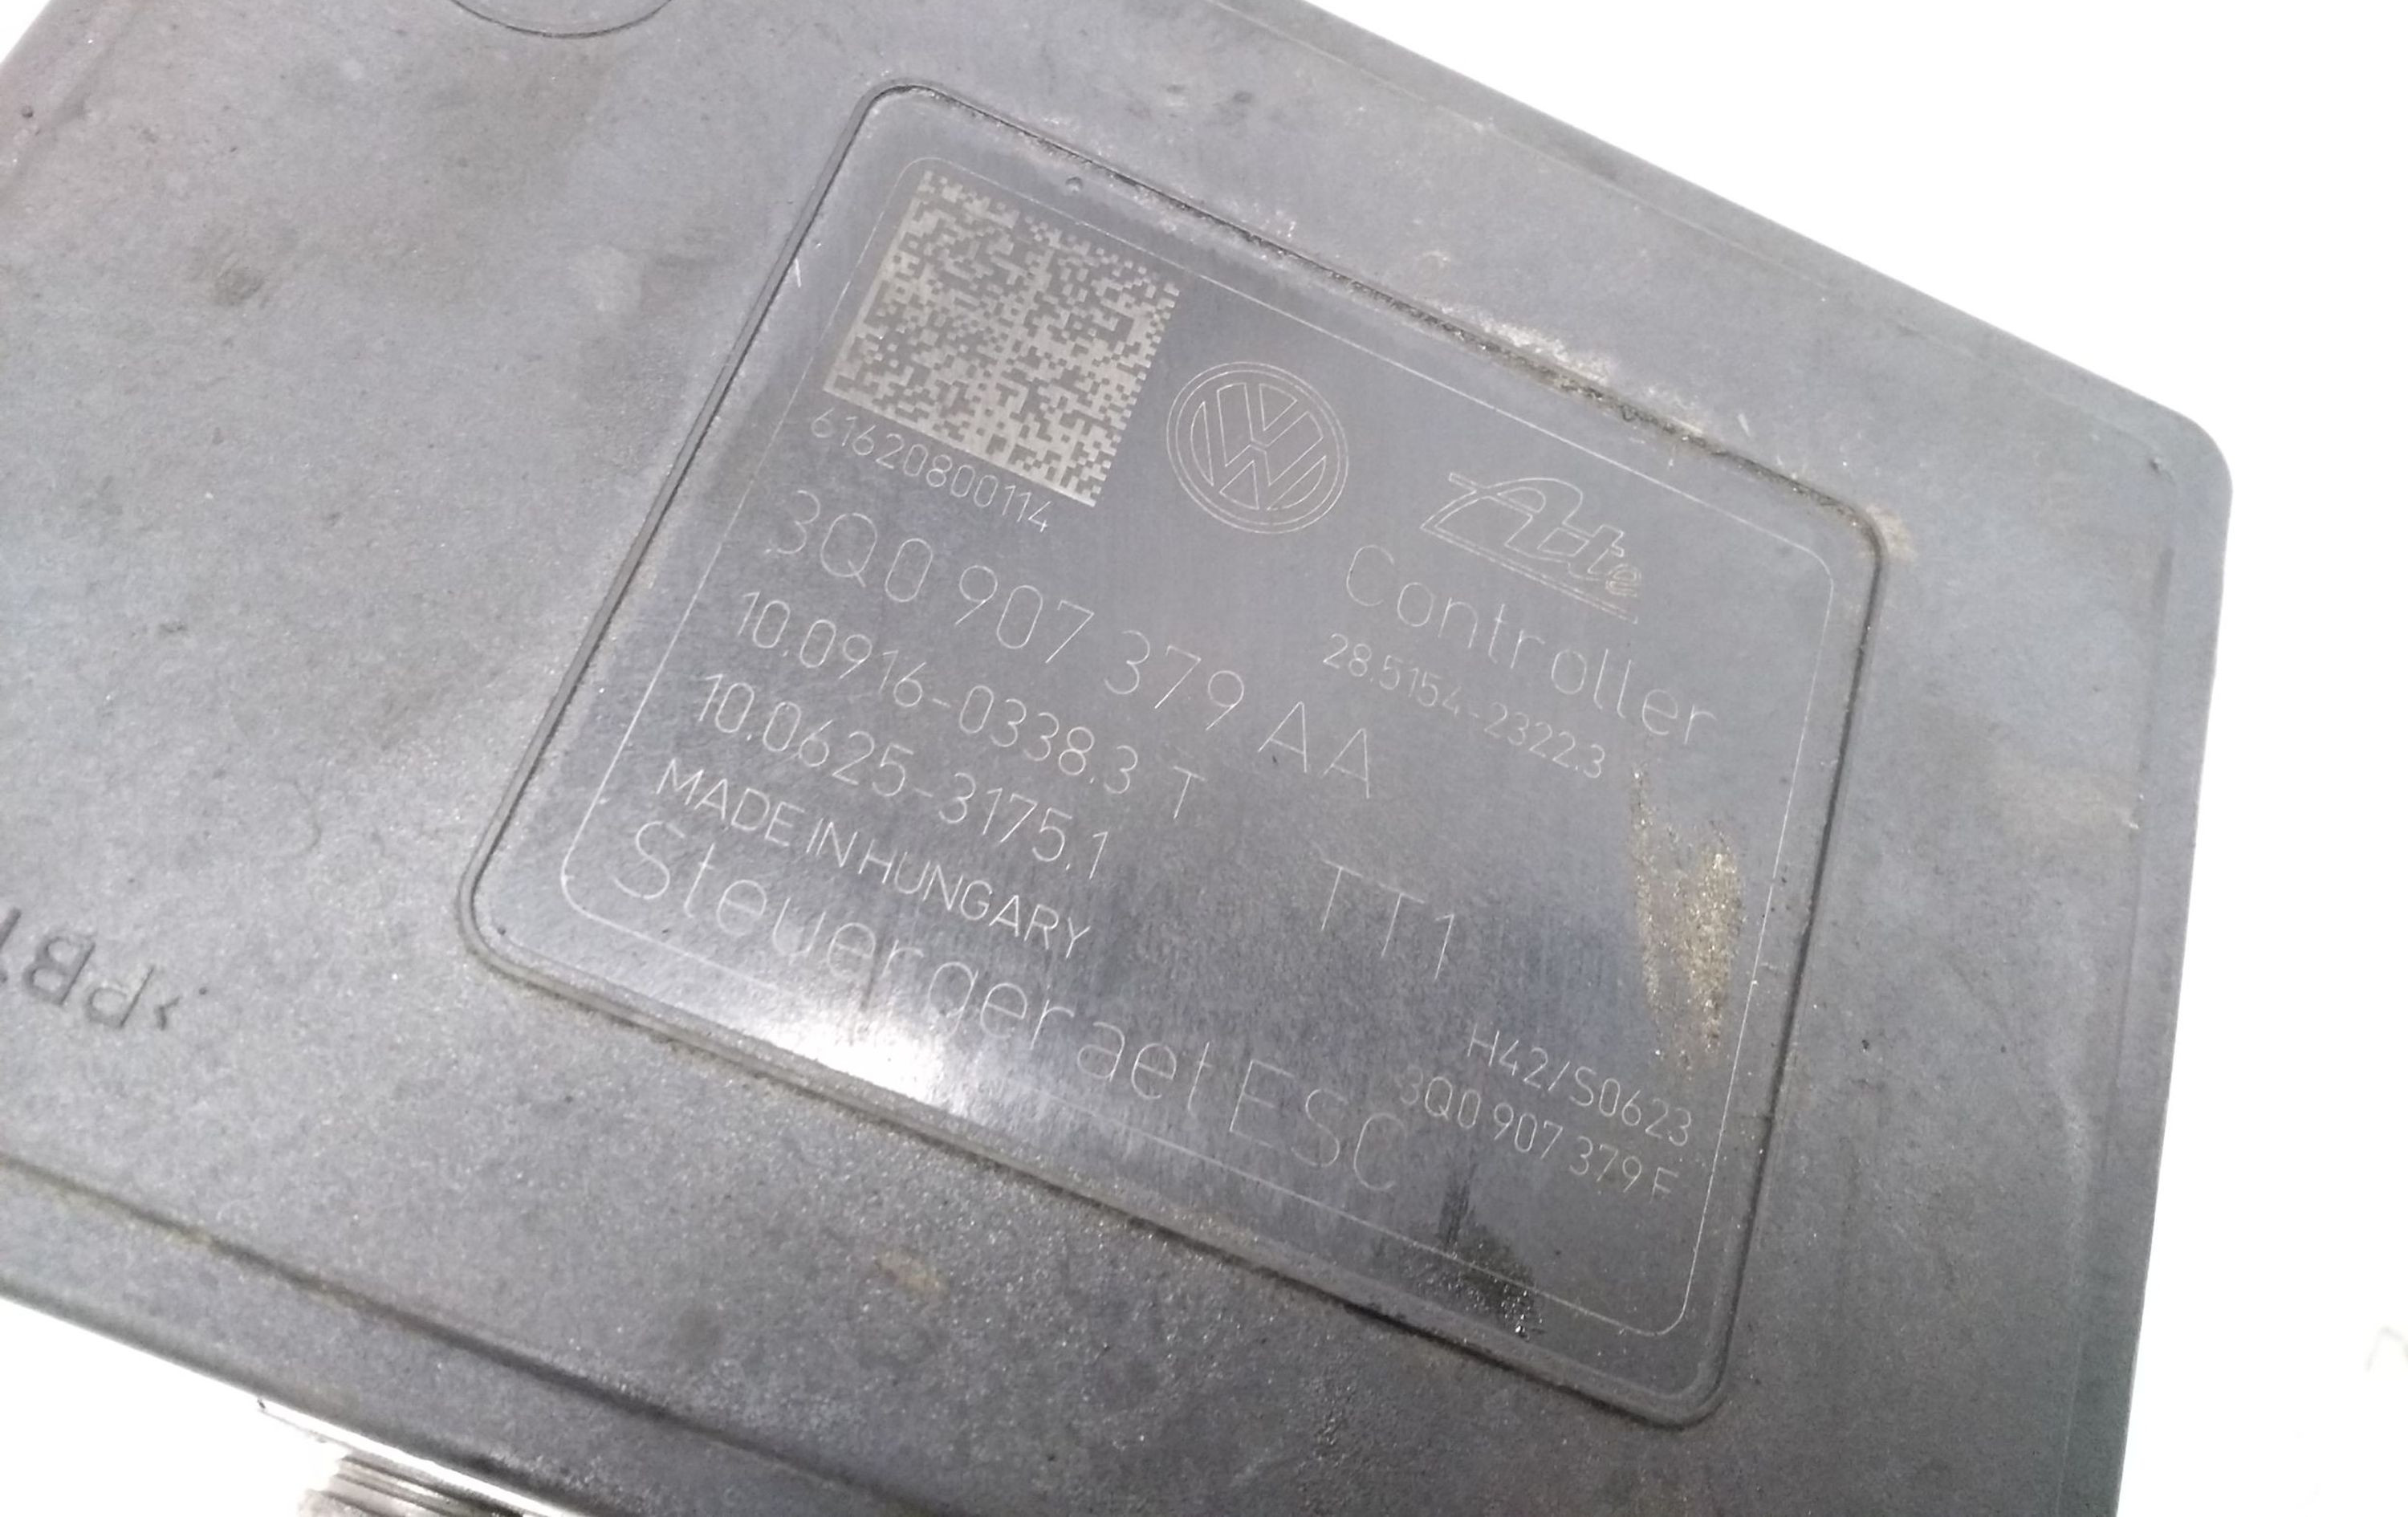 61620800114
Ate
Controller
28.5154-2322.3
3Q0 907 379 AA
10.0916-0338.3 T
10.0625-3175.1
TT1
MADE IN HUNGARY
Steuergeraet ESC
H42/S0623
3Q0 907 379 F